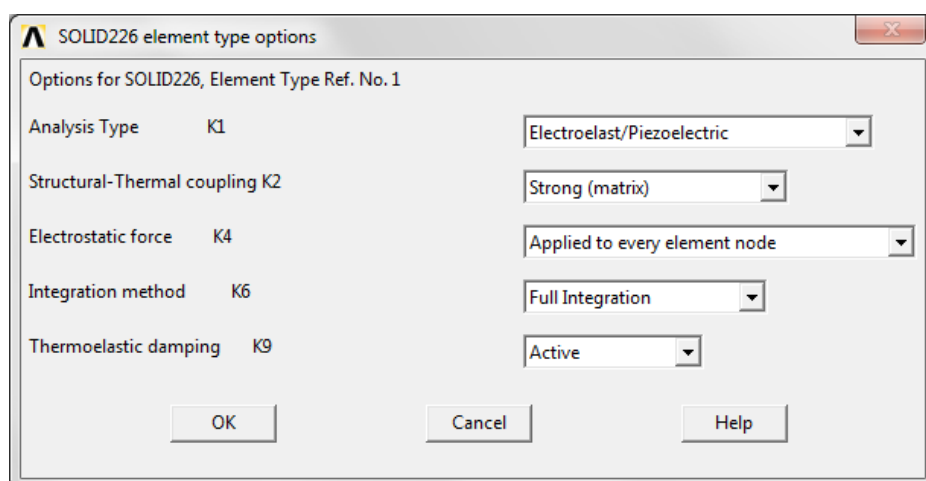 SOLID226 element type options
Options for SOLID226, Element Type Ref. No. 1
Analysis Type K1 Electroelast/Piezoelectric
Structural-Thermal coupling K2 Strong (matrix)
Electrostatic force K4 Applied to every element node
Integration method K6 Full Integration
Thermoelastic damping K9 Active
OK Cancel Help